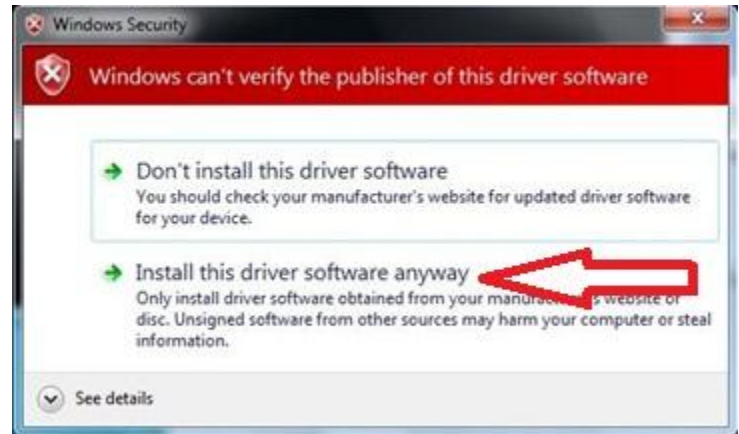 Windows Security
Windows can't verify the publisher of this driver software
Don't install this driver software
You should check your manufacturer's website for updated driver software
for your device.
Install this driver software anyway
Only install driver software obtained from your manufacturer's website or
disc. Unsigned software from other sources may harm your computer or steal
information.
See details